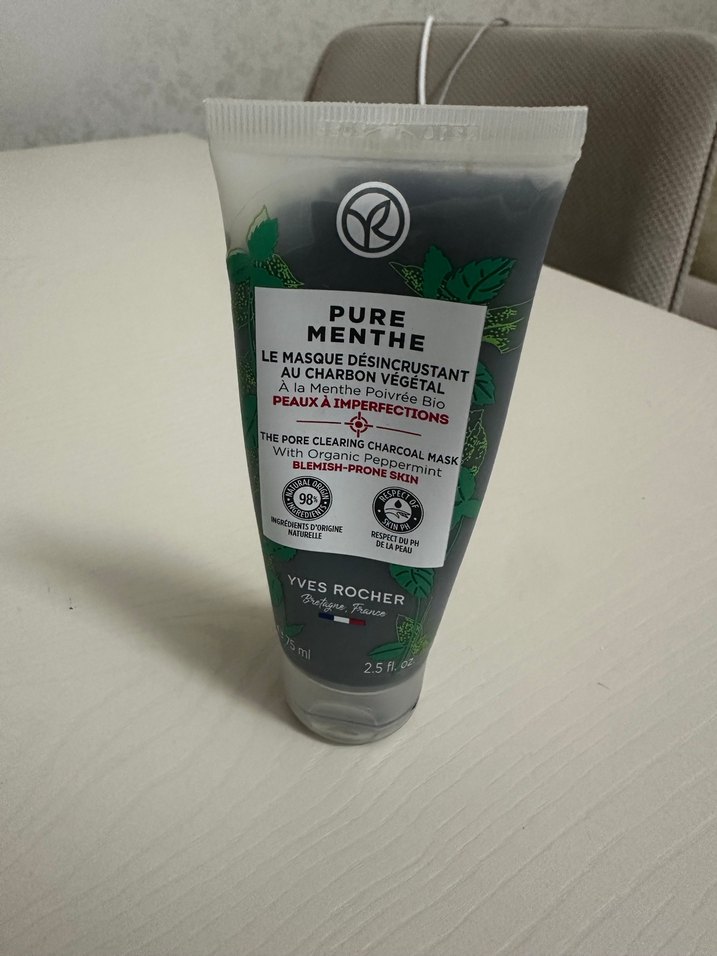 PURE
MENTHE
LE MASQUE DÉSINCRUSTANT
AU CHARBON VÉGÉTAL
À la Menthe Poivrée Bio
PEAUX À IMPERFECTIONS
THE PORE CLEARING CHARCOAL MASK
With Organic Peppermint
BLEMISH-PRONE SKIN
NATURAL ORIGIN
98%
INGREDIENTS
INGRÉDIENTS D'ORIGINE
NATURELLE
RESPECT OF
SKIN PH
RESPECT DU PH
DE LA PEAU
YVES ROCHER
Bretagne, France
75 ml
2.5 fl. oz